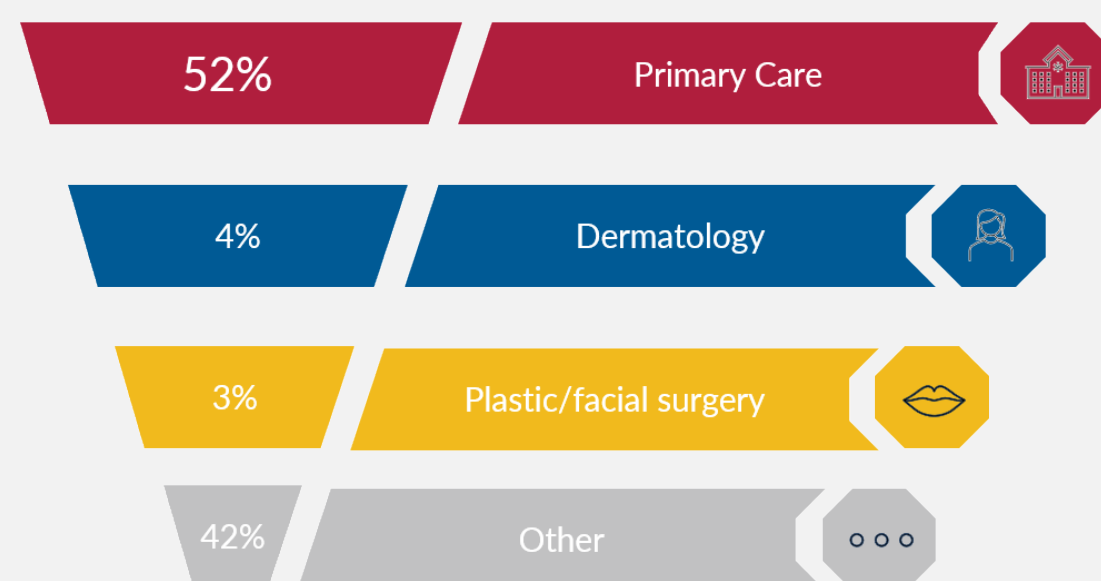 52% Primary Care
4% Dermatology
3% Plastic/facial surgery
42% Other